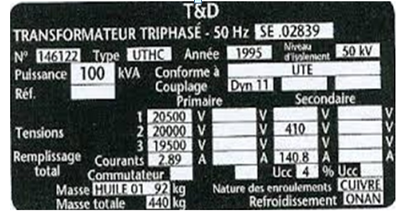 T&D
TRANSFORMATEUR TRIPHASÉ - 50 Hz SE .02839
N° 146122 Type UTHC Année 1995 Niveau d'isolement 50 kV
Puissance 100 kVA Conforme à UTE
Réf. Couplage Dyn 11
Primaire Secondaire
1 20500 V V V V
Tensions 2 20000 V V 410 V V
3 19500 V V V V
Remplissage total Courants 2.89 A A 140.8 A A
Commutateur Ucc 4 % Ucc
Masse HUILE 01 92 kg Nature des enroulements CUIVRE
Masse totale 440 kg Refroidissement ONAN